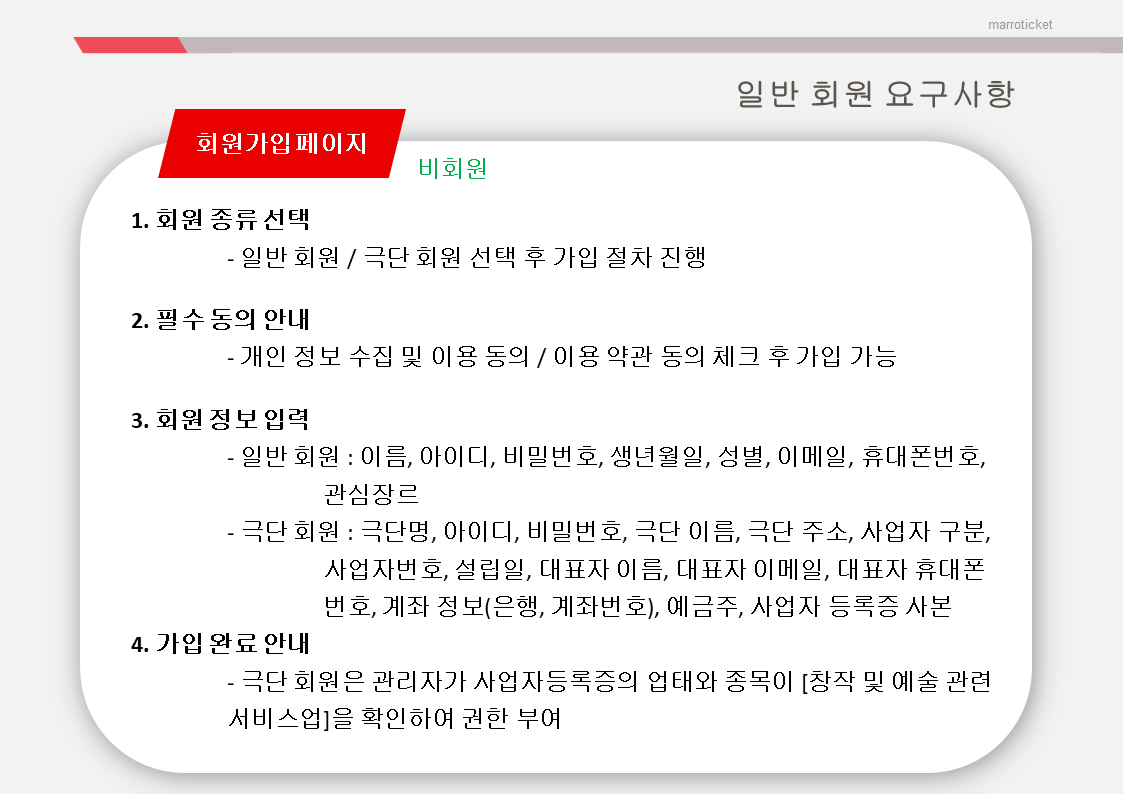 marroticket
일반 회원 요구사항
회원가입 페이지
비회원
1. 회원 종류 선택
- 일반 회원 / 극단 회원 선택 후 가입 절차 진행
2. 필수 동의 안내
- 개인 정보 수집 및 이용 동의 / 이용 약관 동의 체크 후 가입 가능
3. 회원 정보 입력
- 일반 회원 : 이름, 아이디, 비밀번호, 생년월일, 성별, 이메일, 휴대폰번호,
관심장르
- 극단 회원 : 극단명, 아이디, 비밀번호, 극단 이름, 극단 주소, 사업자 구분,
사업자번호, 설립일, 대표자 이름, 대표자 이메일, 대표자 휴대폰
번호, 계좌 정보(은행, 계좌번호), 예금주, 사업자 등록증 사본
4. 가입 완료 안내
- 극단 회원은 관리자가 사업자등록증의 업태와 종목이 [창작 및 예술 관련
서비스업]을 확인하여 권한 부여